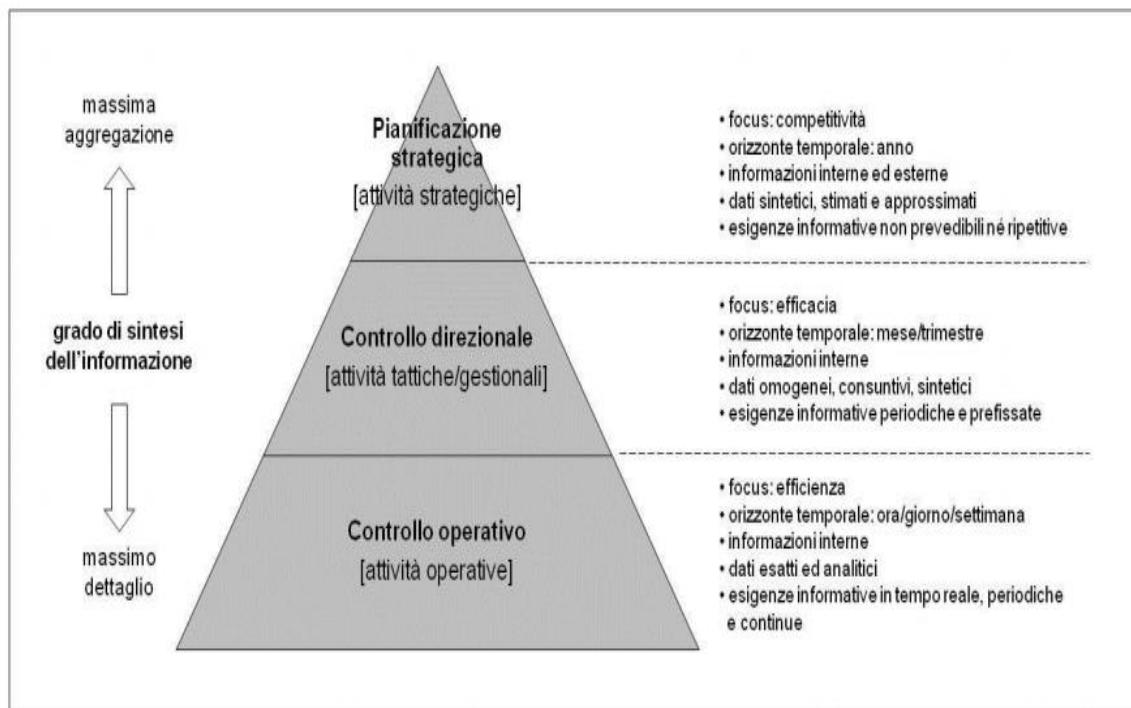 massima
aggregazione
grado di sintesi
dell'informazione
massimo
dettaglio
Pianificazione
strategica
[attività strategiche]
• focus: competitività
• orizzonte temporale: anno
• informazioni interne ed esterne
• dati sintetici, stimati e approssimati
• esigenze informative non prevedibili né ripetitive
Controllo direzionale
[attività tattiche/gestionali]
• focus: efficacia
• orizzonte temporale: mese/trimestre
• informazioni interne
• dati omogenei, consuntivi, sintetici
• esigenze informative periodiche e prefissate
Controllo operativo
[attività operative]
• focus: efficienza
• orizzonte temporale: ora/giorno/settimana
• informazioni interne
• dati esatti ed analitici
• esigenze informative in tempo reale, periodiche
e continue